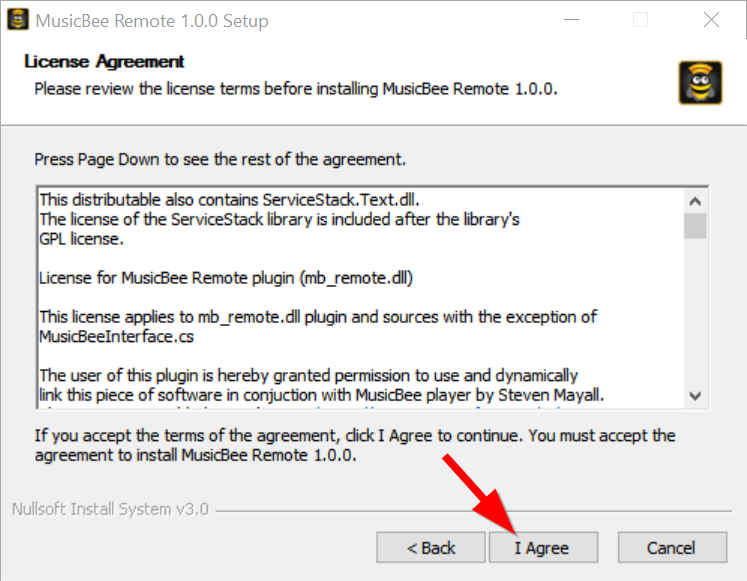 MusicBee Remote 1.0.0 Setup
License Agreement
Please review the license terms before installing MusicBee Remote 1.0.0.
Press Page Down to see the rest of the agreement.
This distributable also contains ServiceStack.Text.dll.
The license of the ServiceStack library is included after the library's
GPL license.
License for MusicBee Remote plugin (mb_remote.dll)
This license applies to mb_remote.dll plugin and sources with the exception of
MusicBeeInterface.cs
The user of this plugin is hereby granted permission to use and dynamically
link this piece of software in conjuction with MusicBee player by Steven Mayall.
If you accept the terms of the agreement, click I Agree to continue. You must accept the
agreement to install MusicBee Remote 1.0.0.
Nullsoft Install System v3.0
< Back
I Agree
Cancel